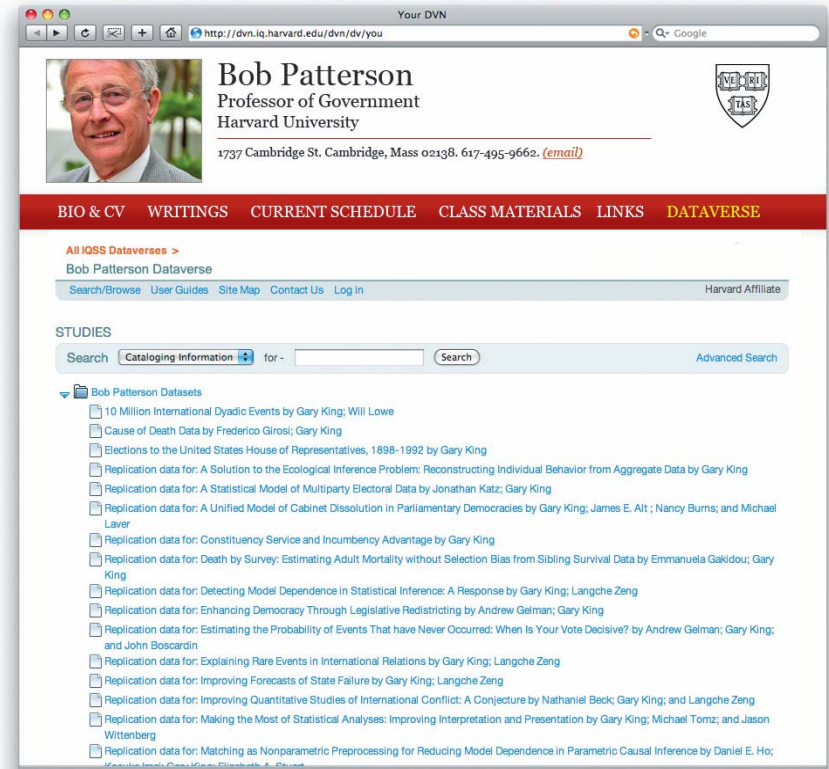 Your DVN
http://dvn.iq.harvard.edu/dvn/dv/you
Google
Bob Patterson
Professor of Government
Harvard University
1737 Cambridge St. Cambridge, Mass 02138. 617-495-9662. (email)
VE RI
TAS
BIO & CV WRITINGS CURRENT SCHEDULE CLASS MATERIALS LINKS DATAVERSE
All IQSS Dataverses >
Bob Patterson Dataverse
Search/Browse User Guides Site Map Contact Us Log in Harvard Affiliate
STUDIES
Search Cataloging Information for - Search Advanced Search
Bob Patterson Datasets
10 Million International Dyadic Events by Gary King; Will Lowe
Cause of Death Data by Frederico Girosi; Gary King
Elections to the United States House of Representatives, 1898-1992 by Gary King
Replication data for: A Solution to the Ecological Inference Problem: Reconstructing Individual Behavior from Aggregate Data by Gary King
Replication data for: A Statistical Model of Multiparty Electoral Data by Jonathan Katz; Gary King
Replication data for: A Unified Model of Cabinet Dissolution in Parliamentary Democracies by Gary King; James E. Alt ; Nancy Burns; and Michael
Laver
Replication data for: Constituency Service and Incumbency Advantage by Gary King
Replication data for: Death by Survey: Estimating Adult Mortality without Selection Bias from Sibling Survival Data by Emmanuela Gakidou; Gary
King
Replication data for: Detecting Model Dependence in Statistical Inference: A Response by Gary King; Langche Zeng
Replication data for: Enhancing Democracy Through Legislative Redistricting by Andrew Gelman; Gary King
Replication data for: Estimating the Probability of Events That have Never Occurred: When Is Your Vote Decisive? by Andrew Gelman; Gary King;
and John Boscardin
Replication data for: Explaining Rare Events in International Relations by Gary King; Langche Zeng
Replication data for: Improving Forecasts of State Failure by Gary King; Langche Zeng
Replication data for: Improving Quantitative Studies of International Conflict: A Conjecture by Nathaniel Beck; Gary King; and Langche Zeng
Replication data for: Making the Most of Statistical Analyses: Improving Interpretation and Presentation by Gary King; Michael Tomz; and Jason
Wittenberg
Replication data for: Matching as Nonparametric Preprocessing for Reducing Model Dependence in Parametric Causal Inference by Daniel E. Ho;
Kosuke Imai; Gary King; Elizabeth A. Stuart